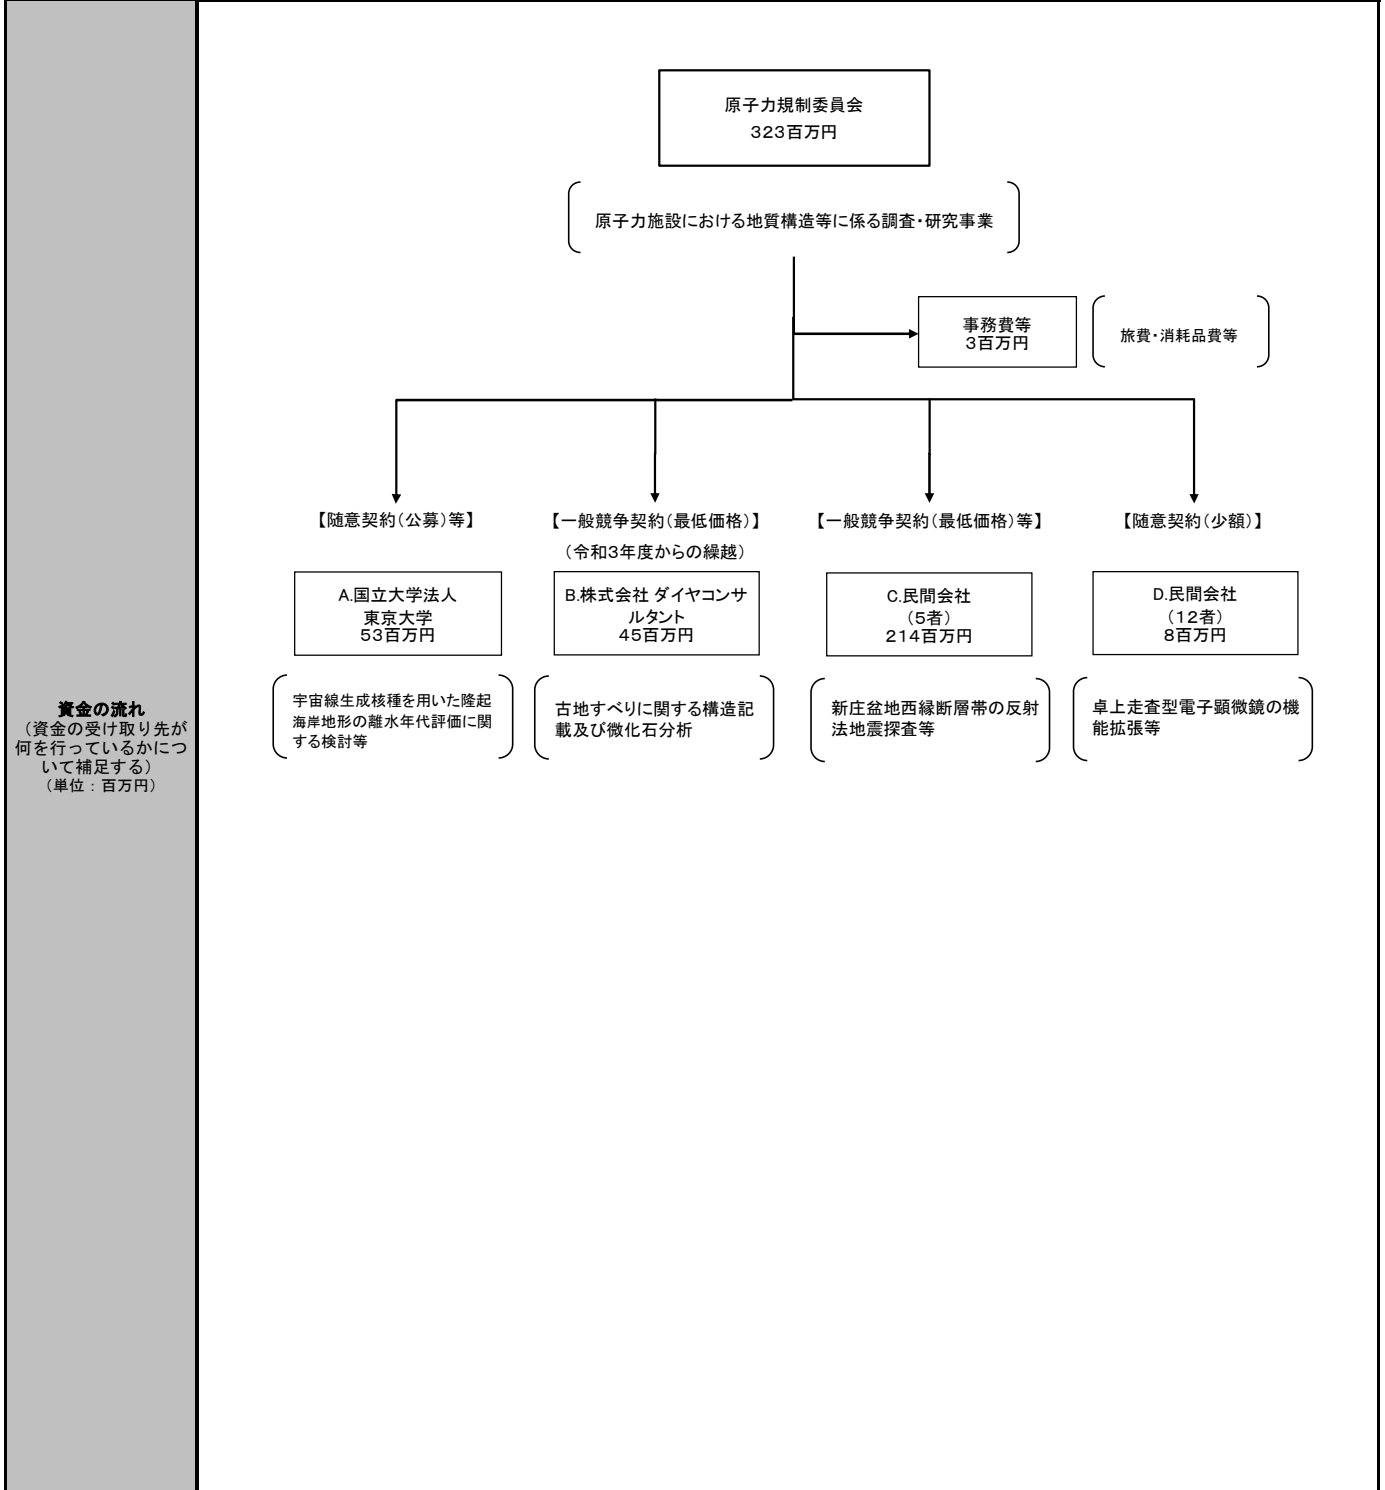 原子力規制委員会
323百万円
原子力施設における地質構造等に係る調査・研究事業
事務費等
3百万円
旅費・消耗品費等
【随意契約(公募)等】
【一般競争契約(最低価格)】
(令和3年度からの繰越)
【一般競争契約(最低価格)等】
【随意契約(少額)】
A.国立大学法人
東京大学
53百万円
B.株式会社 ダイヤコンサ
ルタント
45百万円
C.民間会社
(5者)
214百万円
D.民間会社
(12者)
8百万円
宇宙線生成核種を用いた隆起
海岸地形の離水年代評価に関
する検討等
古地すべりに関する構造記
載及び微化石分析
新庄盆地西縁断層帯の反射
法地震探査等
卓上走査型電子顕微鏡の機
能拡張等
資金の流れ
(資金の受け取り先が
何を行っているかにつ
いて補足する)
(単位:百万円)